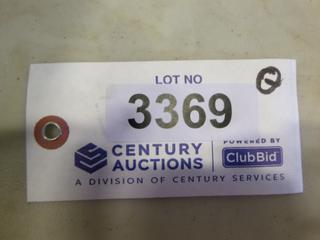 LOT NO
3369
CENTURY
AUCTIONS
POWERED BY
ClubBid
A DIVISION OF CENTURY SERVICES